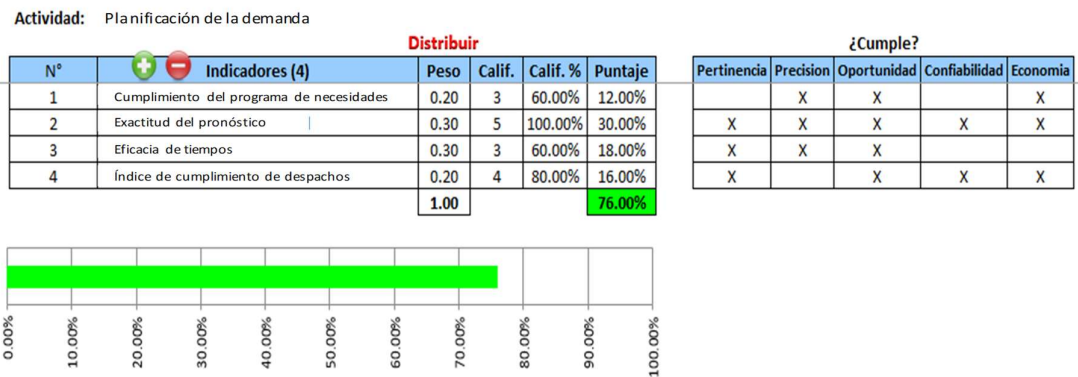 Actividad: Planificación de la demanda
Distribuir ¿Cumple?
N° Indicadores (4) Peso Calif. Calif. % Puntaje Pertinencia Precision Oportunidad Confiabilidad Economia
1 Cumplimiento del programa de necesidades 0.20 3 60.00% 12.00% X X X
2 Exactitud del pronóstico 0.30 5 100.00% 30.00% X X X X X
3 Eficacia de tiempos 0.30 3 60.00% 18.00% X X X
4 Índice de cumplimiento de despachos 0.20 4 80.00% 16.00% X X X X
1.00 76.00%
0.00% 10.00% 20.00% 30.00% 40.00% 50.00% 60.00% 70.00% 80.00% 90.00% 100.00%